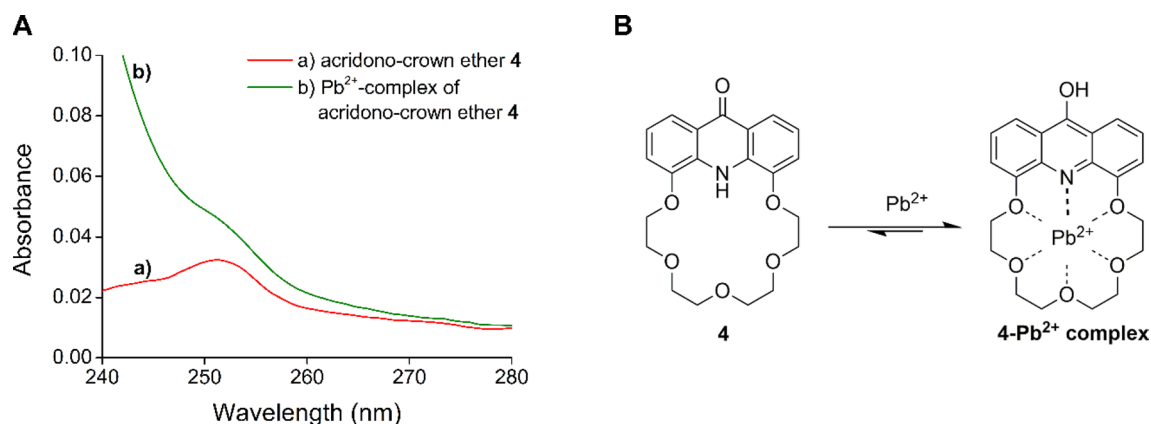 A
0.10
0.08
0.06
0.04
0.02
0.00
240
250
260
270
280
Absorbance
Wavelength (nm)
b)
a)
a) acridono-crown ether 4
b) Pb²⁺-complex of
acridono-crown ether 4
B
O
N
H
O
O
O
O
O
4
Pb²⁺
OH
N
O
O
Pb²⁺
O
O
O
4-Pb²⁺ complex